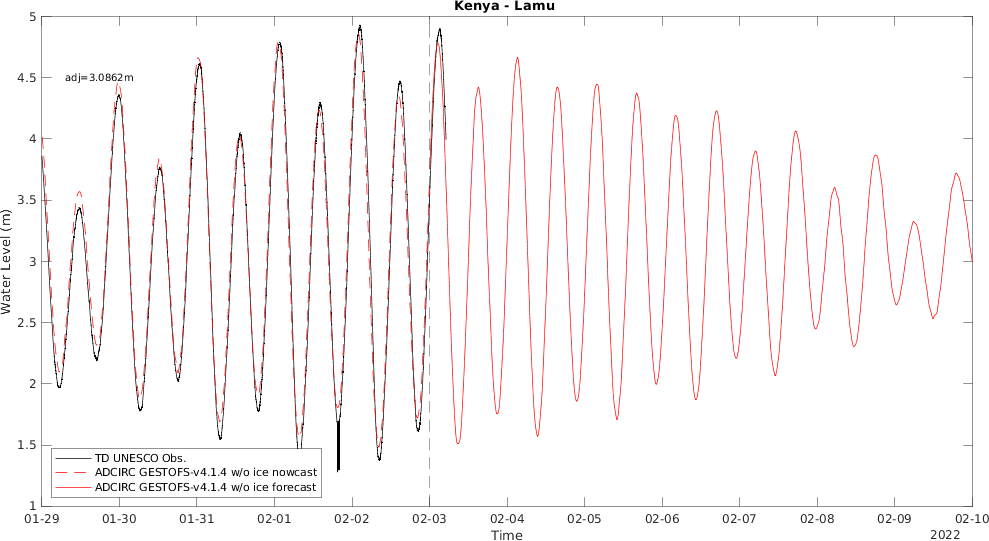 Kenya - Lamu
adj=3.0862m
Water Level (m)
5
4.5
4
3.5
3
2.5
2
1.5
1
TD UNESCO Obs.
ADCIRC GESTOFS-v4.1.4 w/o ice nowcast
ADCIRC GESTOFS-v4.1.4 w/o ice forecast
01-29 01-30 01-31 02-01 02-02 02-03 02-04 02-05 02-06 02-07 02-08 02-09 02-10
Time
2022